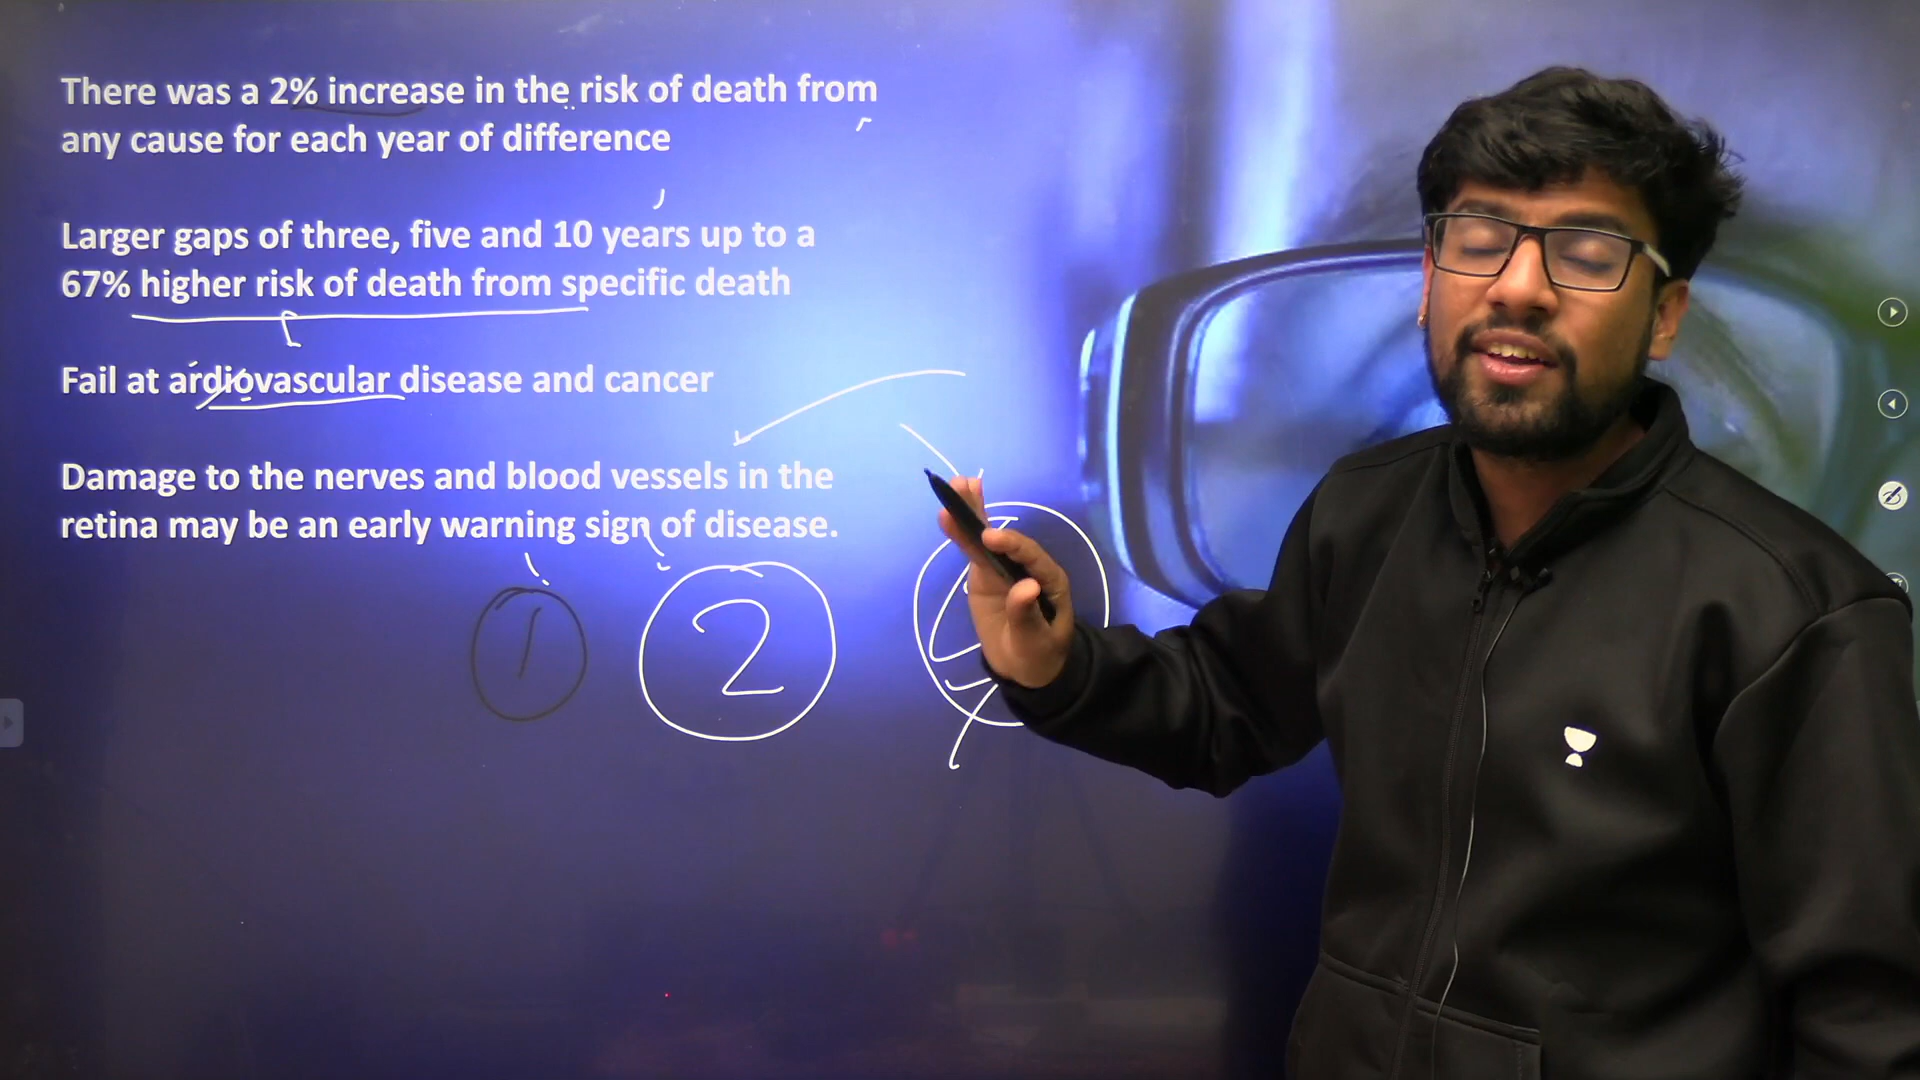 There was a 2% increase in the risk of death from
any cause for each year of difference
Larger gaps of three, five and 10 years up to a
67% higher risk of death from specific death
Fail at ardiovascular disease and cancer
Damage to the nerves and blood vessels in the
retina may be an early warning sign of disease.
1 2